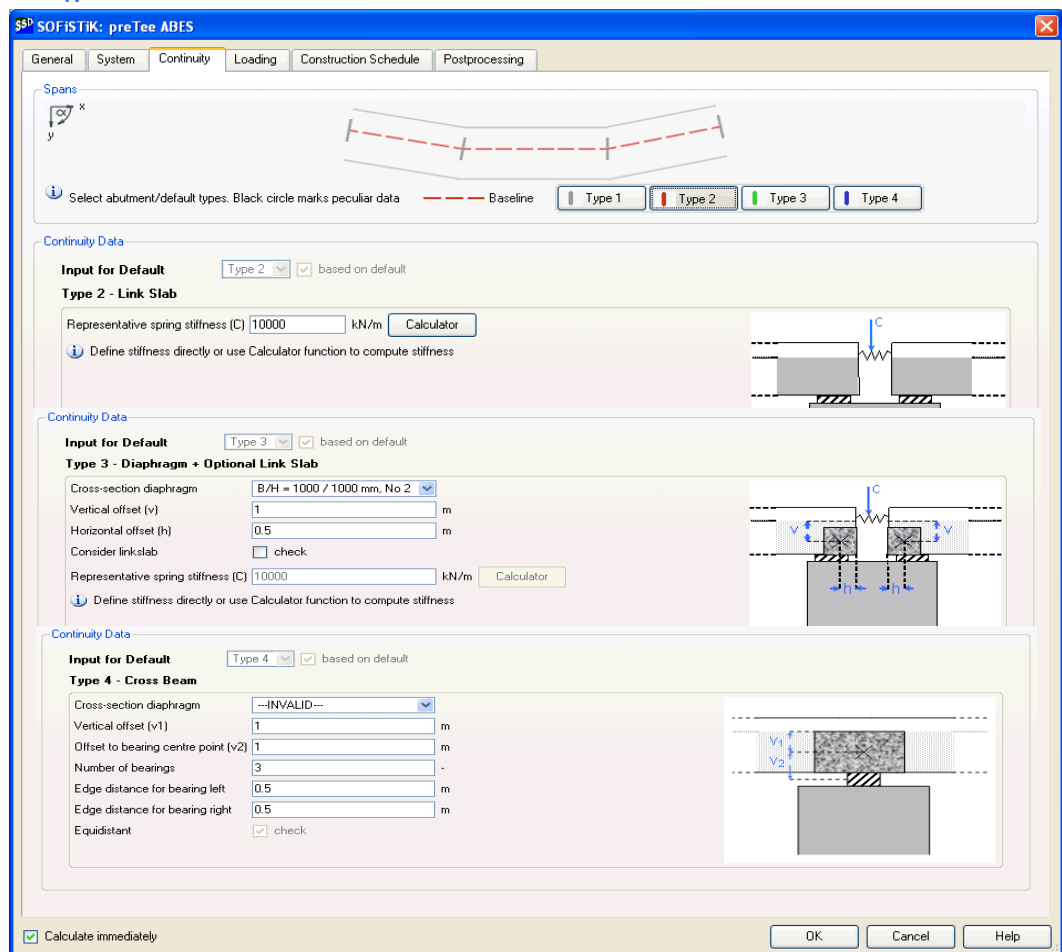 SSD SOFiSTiK: preTee ABES
General System Continuity Loading Construction Schedule Postprocessing
Spans
α x
y
Select abutment/default types. Black circle marks peculiar data Baseline Type 1 Type 2 Type 3 Type 4
Continuity Data
Input for Default Type 2 based on default
Type 2 - Link Slab
Representative spring stiffness (C) 10000 kN/m Calculator
Define stiffness directly or use Calculator function to compute stiffness
C
Continuity Data
Input for Default Type 3 based on default
Type 3 - Diaphragm + Optional Link Slab
Cross-section diaphragm B/H = 1000 / 1000 mm, No 2
Vertical offset (v) 1 m
Horizontal offset (h) 0.5 m
Consider linkslab check
Representative spring stiffness (C) 10000 kN/m Calculator
Define stiffness directly or use Calculator function to compute stiffness
C
v v
h h
Continuity Data
Input for Default Type 4 based on default
Type 4 - Cross Beam
Cross-section diaphragm ---INVALID---
Vertical offset (v1) 1 m
Offset to bearing centre point (v2) 1 m
Number of bearings 3 -
Edge distance for bearing left 0.5 m
Edge distance for bearing right 0.5 m
Equidistant check
v1
v2
Calculate immediately OK Cancel Help